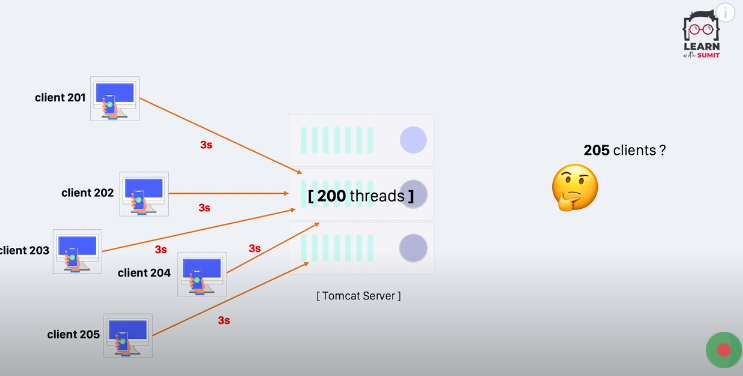 LEARN
with SUMIT
i
client 201
3s
205 clients ?
client 202
3s
[ 200 threads ]
client 203
3s
client 204
3s
[ Tomcat Server ]
client 205
3s